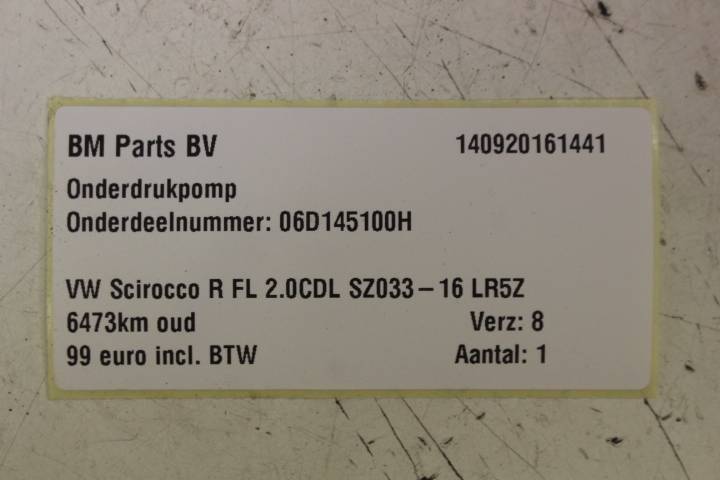 BM Parts BV 140920161441
Onderdrukpomp
Onderdeelnummer: 06D145100H
VW Scirocco R FL 2.0CDL SZ033-16 LR5Z
6473km oud Verz: 8
99 euro incl. BTW Aantal: 1